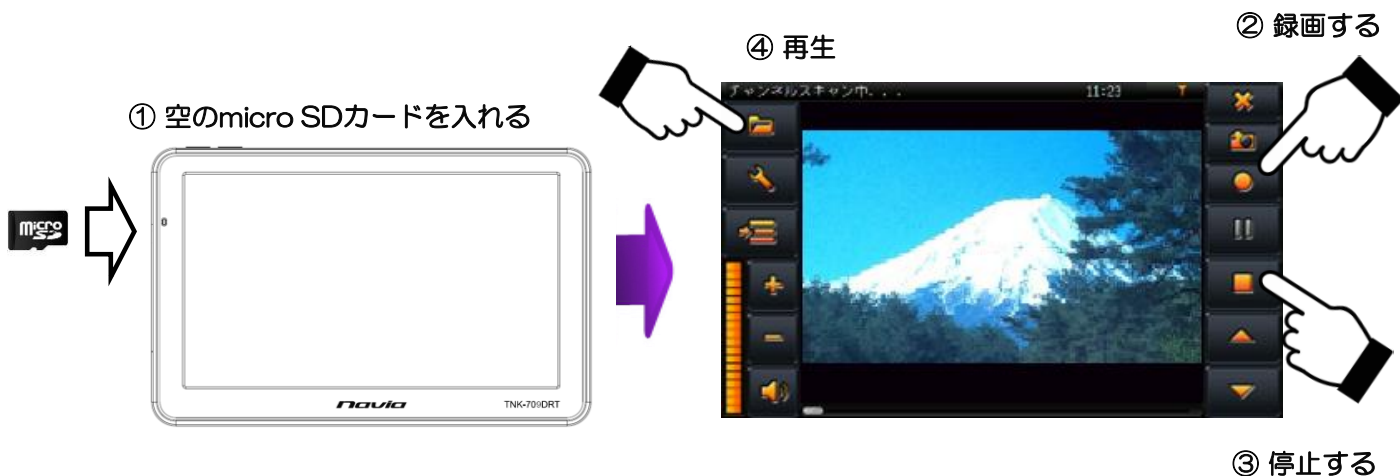 ① 空のmicro SDカードを入れる
micro
SD
navia
TNK-709DRT
④ 再生
② 録画する
チャンネルスキャン中. . .
11:23
③ 停止する